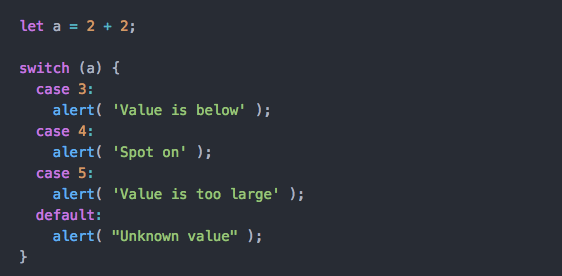 let a = 2 + 2;

switch (a) {
  case 3:
    alert( 'Value is below' );
  case 4:
    alert( 'Spot on' );
  case 5:
    alert( 'Value is too large' );
  default:
    alert( "Unknown value" );
}